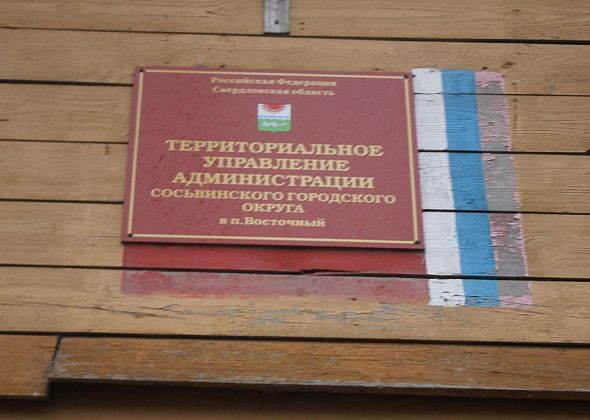 Российская Федерация
Свердловская область
ТЕРРИТОРИАЛЬНОЕ
УПРАВЛЕНИЕ
АДМИНИСТРАЦИИ
СОСЬВИНСКОГО ГОРОДСКОГО
ОКРУГА
в п. Восточный